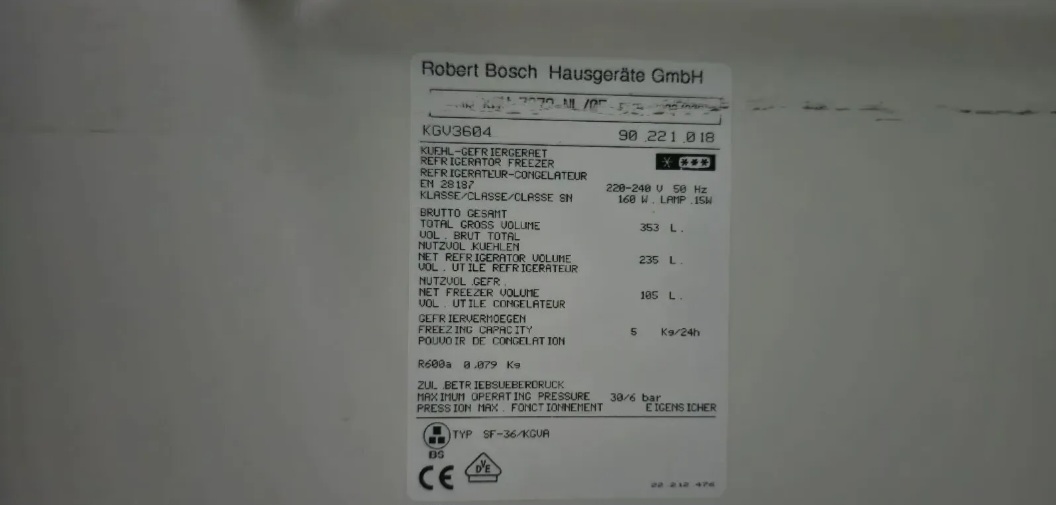 Robert Bosch Hausgeräte GmbH
KGV3604 90.221.018
KUEHL-GEFRIERGERAET
REFRIGERATOR FREEZER
REFRIGERATEUR-CONGELATEUR
EN 28187 220-240 V 50 Hz
KLASSE/CLASSE/CLASSE SN 160 W. LAMP.15W
BRUTTO GESAMT
TOTAL GROSS VOLUME 353 L.
VOL. BRUT TOTAL
NUTZVOL.KUEHLEN
NET REFRIGERATOR VOLUME 235 L.
VOL. UTILE REFRIGERATEUR
NUTZVOL.GEFR.
NET FREEZER VOLUME 105 L.
VOL. UTILE CONGELATEUR
GEFRIERVERMOEGEN
FREEZING CAPACITY 5 Kg/24h
POUVOIR DE CONGELATION
R600a 0.079 Kg
ZUL.BETRIEBSUEBERDRUCK
MAXIMUM OPERATING PRESSURE 30/6 bar
PRESSION MAX. FONCTIONNEMENT EIGENSICHER
TYP SF-36/KGVA
DS
CE DVE